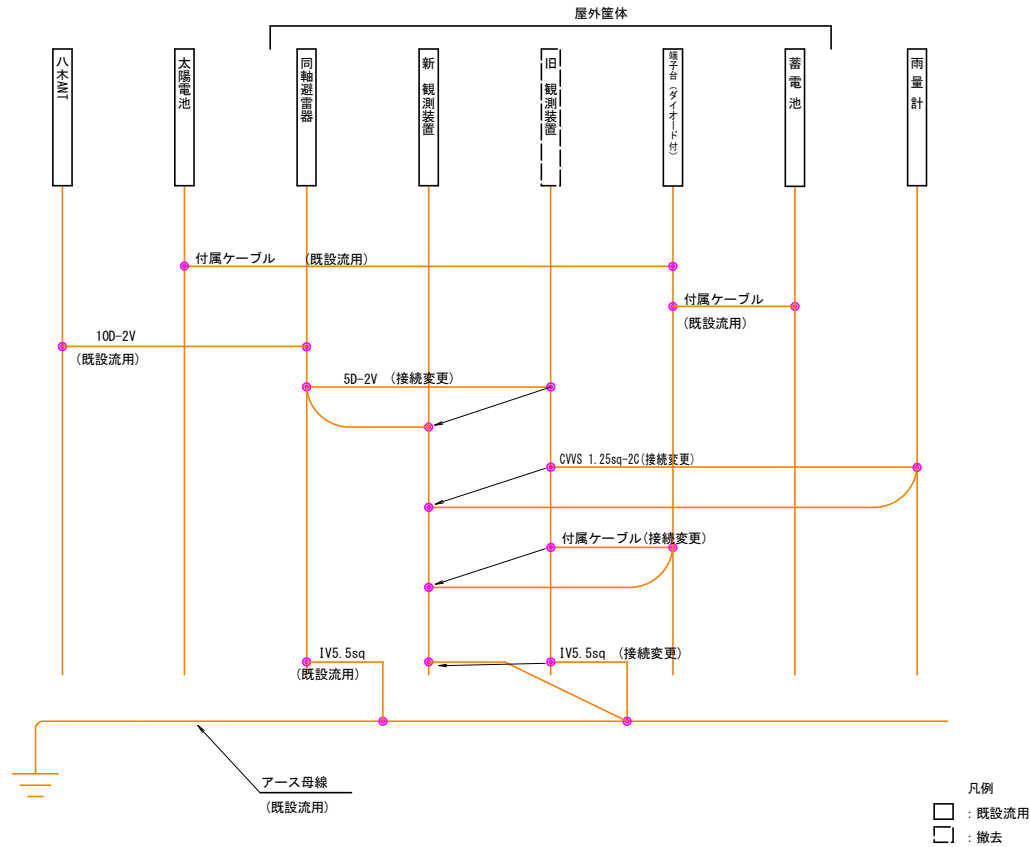 屋外筐体
八木ANT
太陽電池
同軸避雷器
新 観測装置
旧 観測装置
端子台(ダイオード付)
蓄電池
雨量計
付属ケーブル (既設流用)
付属ケーブル
(既設流用)
10D-2V
(既設流用)
5D-2V (接続変更)
CVVS 1.25sq-2C(接続変更)
付属ケーブル(接続変更)
IV5.5sq
(既設流用)
IV5.5sq (接続変更)
アース母線
(既設流用)
凡例
：既設流用
：撤去